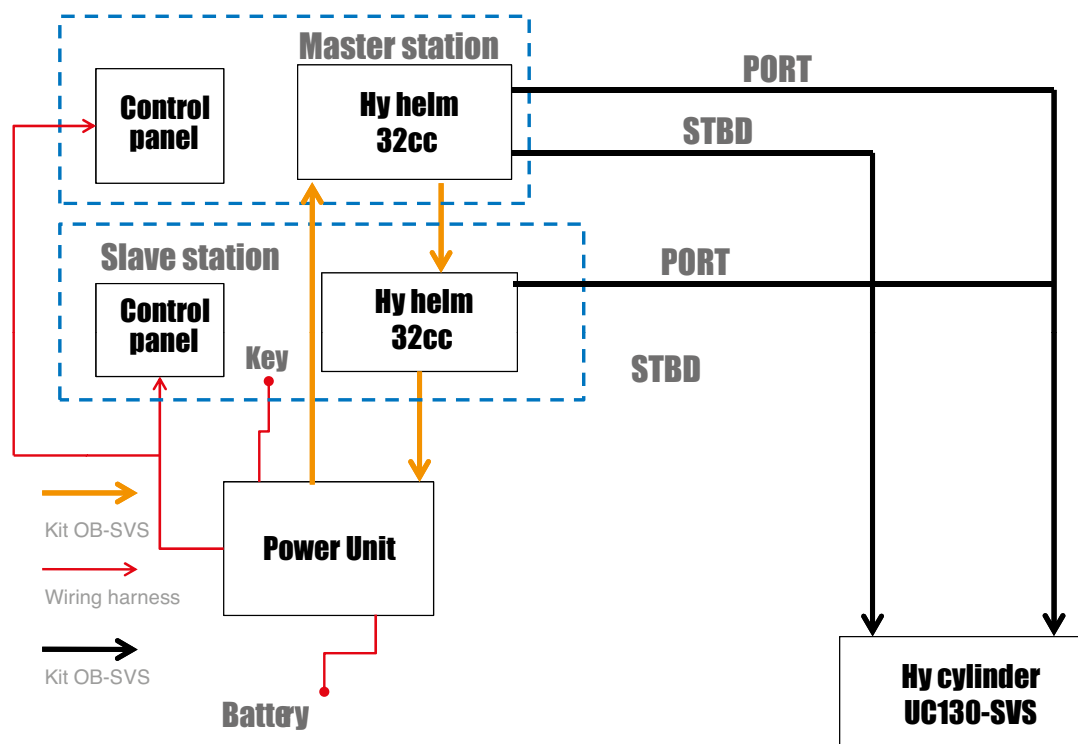 Master station
PORT
Control
panel
Hy helm
32cc
STBD
Slave station
PORT
Control
panel
Hy helm
32cc
Key
STBD
Kit OB-SVS
Power Unit
Wiring harness
Kit OB-SVS
Battery
Hy cylinder
UC130-SVS